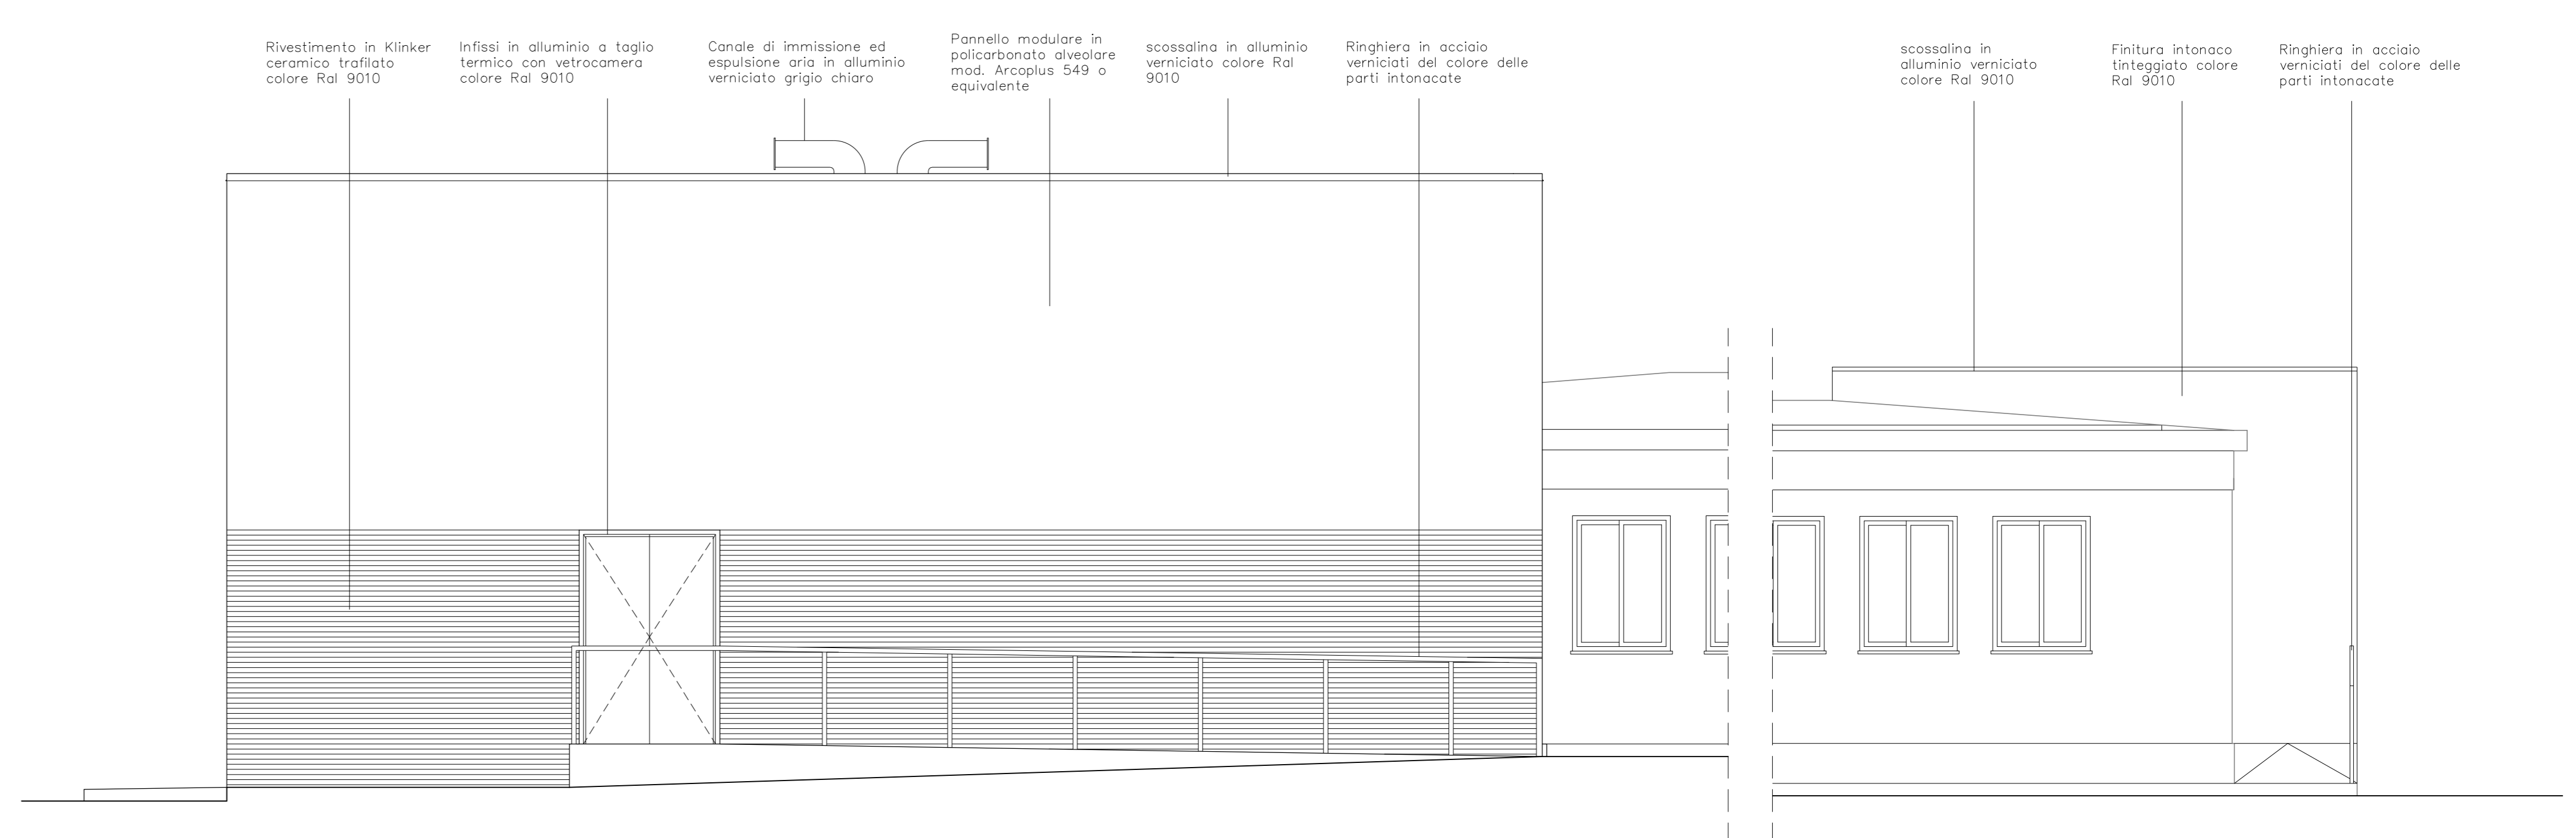 Rivestimento in Klinker
ceramico trafilato
colore Ral 9010
Infissi in alluminio a taglio
termico con vetrocamera
colore Ral 9010
Canale di immissione ed
espulsione aria in alluminio
verniciato grigio chiaro
Pannello modulare in
policarbonato alveolare
mod. Arcoplus 549 o
equivalente
scossalina in alluminio
verniciato colore Ral
9010
Ringhiera in acciaio
verniciati del colore delle
parti intonacate
scossalina in
alluminio verniciato
colore Ral 9010
Finitura intonaco
tinteggiato colore
Ral 9010
Ringhiera in acciaio
verniciati del colore delle
parti intonacate